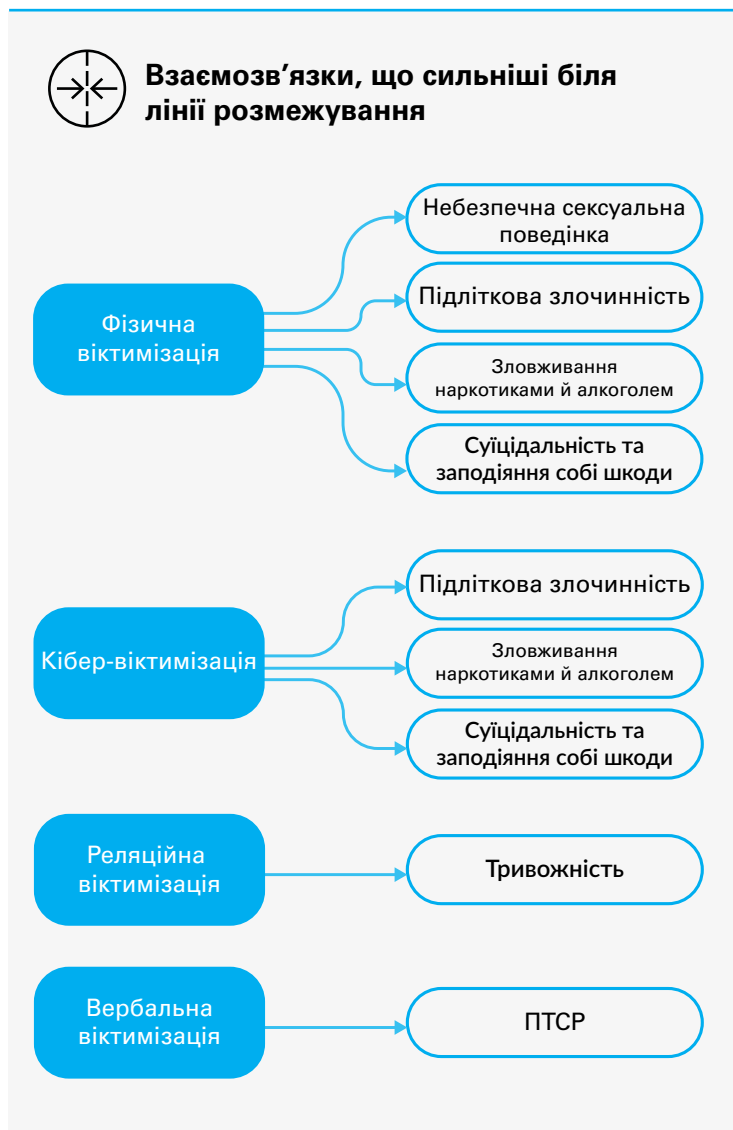 Взаємозв'язки, що сильніші біля
лінії розмежування
Фізична
віктимізація
Небезпечна сексуальна
поведінка
Підліткова злочинність
Зловживання
наркотиками й алкоголем
Суїцідальність та
заподіяння собі шкоди
Кібер-віктимізація
Підліткова злочинність
Зловживання
наркотиками й алкоголем
Суїцідальність та
заподіяння собі шкоди
Реляційна
віктимізація
Тривожність
Вербальна
віктимізація
ПТСР